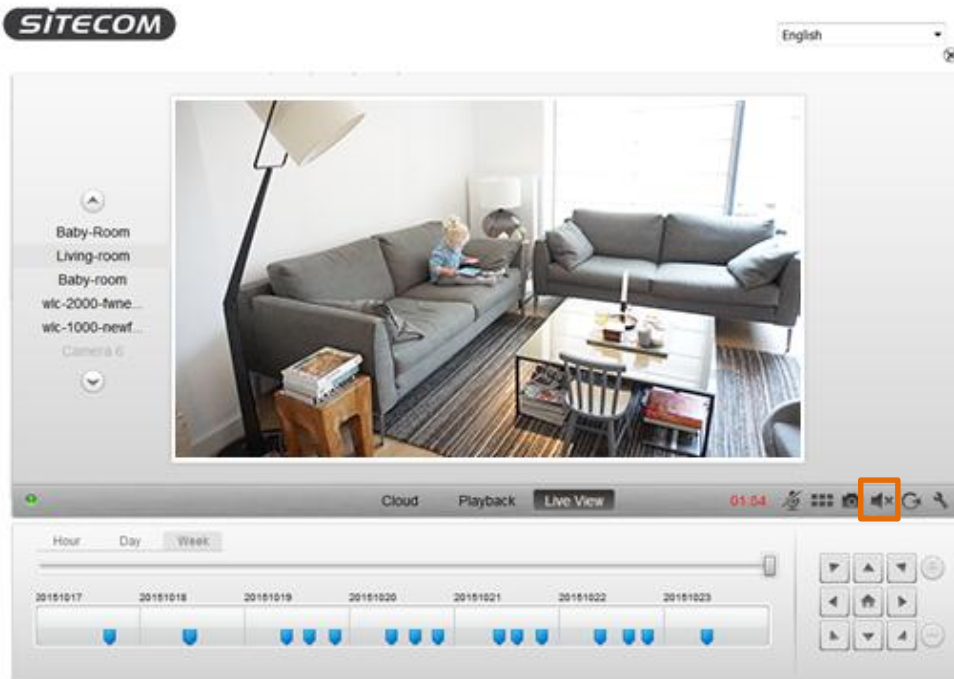 SITECOM
English
Baby-Room
Living-room
Baby-room
wlc-2000-fwne...
wlc-1000-newf...
Camera 6
Cloud Playback Live View 01:54
Hour Day Week
20151017 20151018 20151019 20151020 20151021 20151022 20151023